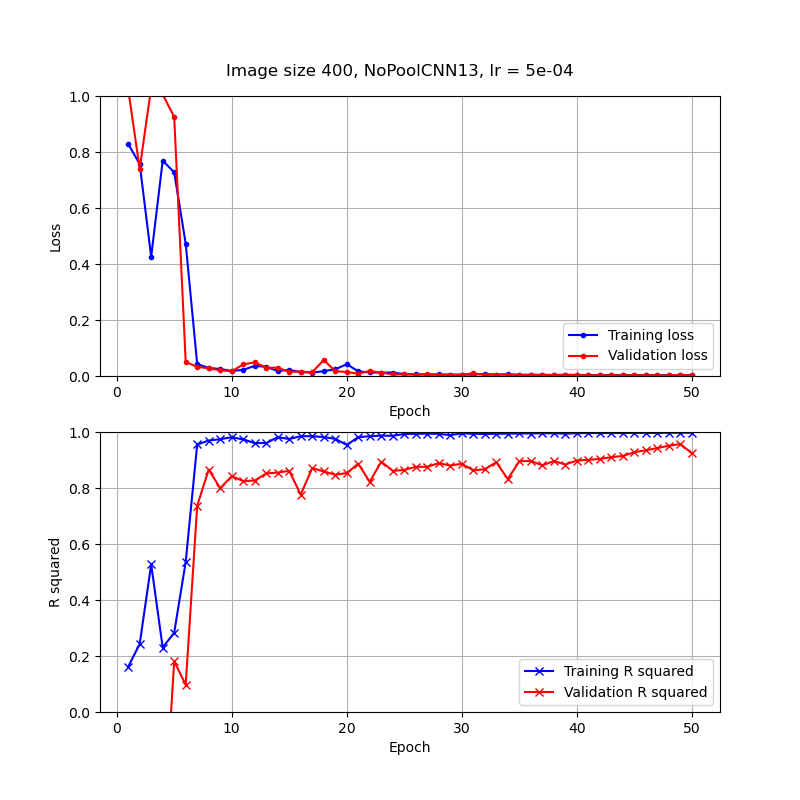 Image size 400, NoPoolCNN13, lr = 5e-04
1.0
0.8
0.6
0.4
0.2
0.0
Loss
Training loss
Validation loss
0 10 20 30 40 50
Epoch
1.0
0.8
0.6
0.4
0.2
0.0
R squared
Training R squared
Validation R squared
0 10 20 30 40 50
Epoch